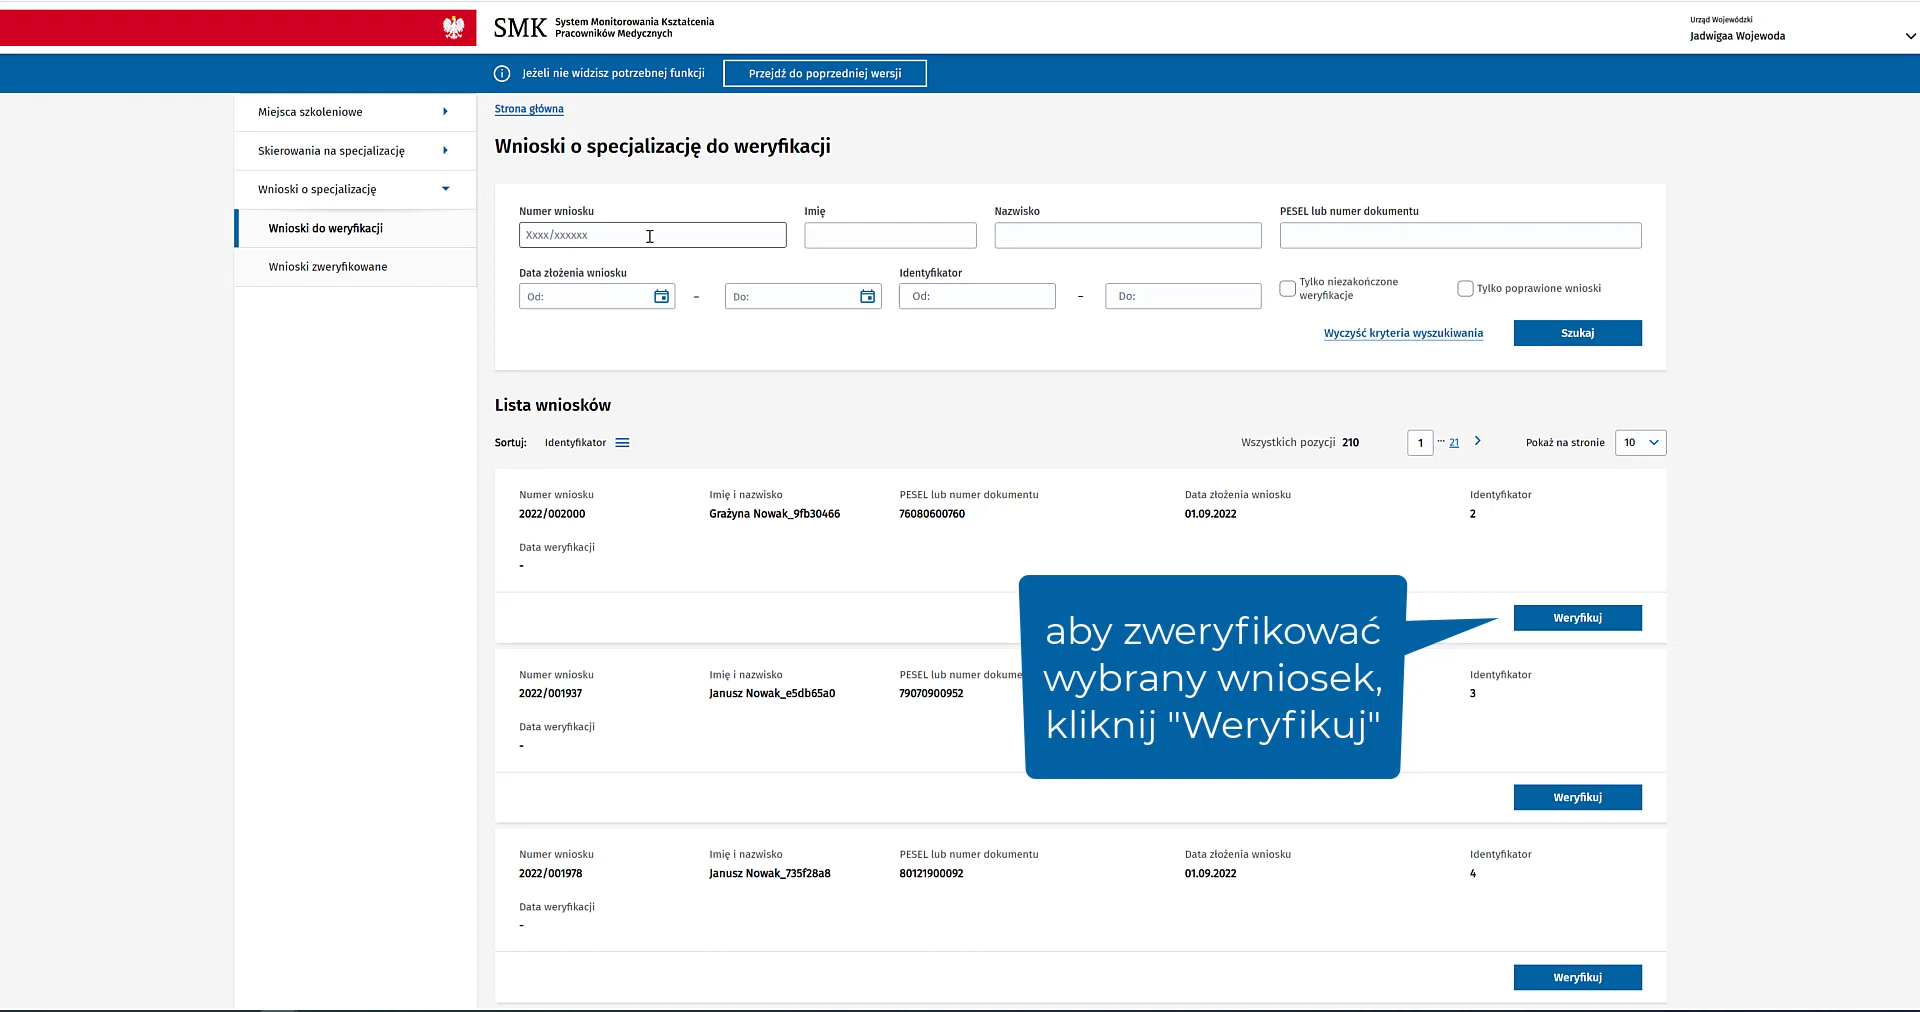 SMK System Monitorowania Kształcenia
Pracowników Medycznych
Urząd Wojewódzki
Jadwigaa Wojewoda
Jeżeli nie widzisz potrzebnej funkcji
Przejdź do poprzedniej wersji
Miejsca szkoleniowe
Skierowania na specjalizację
Wnioski o specjalizację
Wnioski do weryfikacji
Wnioski zweryfikowane
Strona główna
Wnioski o specjalizację do weryfikacji
Numer wniosku Imię Nazwisko PESEL lub numer dokumentu
Xxxx/xxxxxx
Data złożenia wniosku Identyfikator
Od: – Do: Od: – Do:
Tylko niezakończone
weryfikacje
Tylko poprawione wnioski
Wyczyść kryteria wyszukiwania Szukaj
Lista wniosków
Sortuj: Identyfikator Wszystkich pozycji 210 1 ... 21 Pokaż na stronie 10
Numer wniosku Imię i nazwisko PESEL lub numer dokumentu Data złożenia wniosku Identyfikator
2022/002000 Grażyna Nowak_9fb30466 76080600760 01.09.2022 2
Data weryfikacji
-
Weryfikuj
Numer wniosku Imię i nazwisko PESEL lub numer dokume Identyfikator
2022/001937 Janusz Nowak_e5db65a0 79070900952 3
Data weryfikacji
-
Weryfikuj
aby zweryfikować
wybrany wniosek,
kliknij "Weryfikuj"
Numer wniosku Imię i nazwisko PESEL lub numer dokumentu Data złożenia wniosku Identyfikator
2022/001978 Janusz Nowak_735f28a8 80121900092 01.09.2022 4
Data weryfikacji
-
Weryfikuj